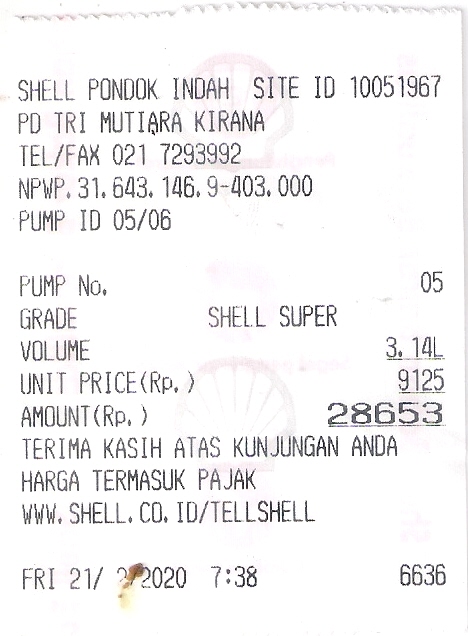 SHELL PONDOK INDAH SITE ID 10051967
PD TRI MUTIARA KIRANA
TEL/FAX 021 7293992
NPWP.31.643.146.9-403.000
PUMP ID 05/06
PUMP No. 05
GRADE SHELL SUPER
VOLUME 3.14L
UNIT PRICE(Rp.) 9125
AMOUNT(Rp.) 28653
TERIMA KASIH ATAS KUNJUNGAN ANDA
HARGA TERMASUK PAJAK
WWW.SHELL.CO.ID/TELLSHELL
FRI 21/ 2/2020 7:38 6636